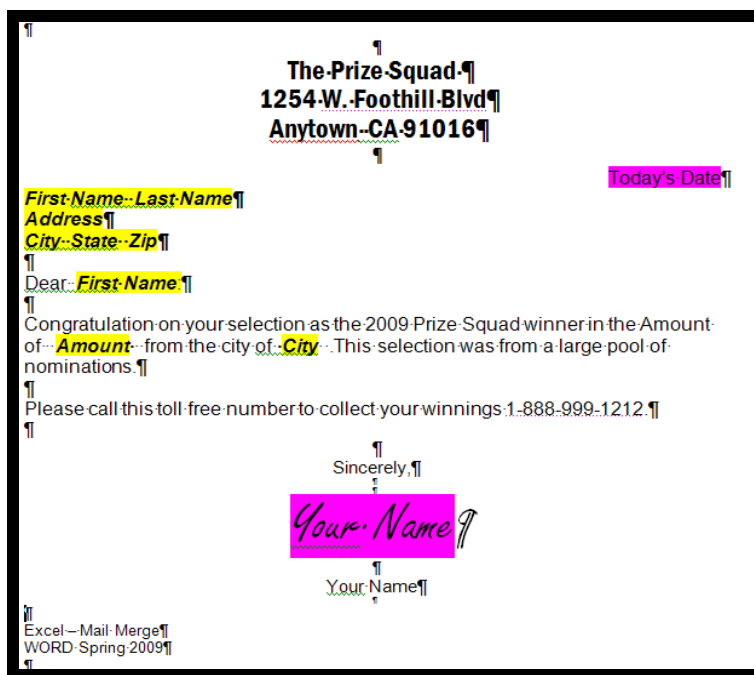 The Prize Squad
1254 W. Foothill Blvd
Anytown CA 91016
Today's Date
First Name Last Name
Address
City State Zip
Dear First Name:
Congratulation on your selection as the 2009 Prize Squad winner in the Amount
of Amount from the city of City . This selection was from a large pool of
nominations.
Please call this toll free number to collect your winnings 1-888-999-1212.
Sincerely,
Your Name
Your Name
Excel – Mail Merge
WORD Spring 2009